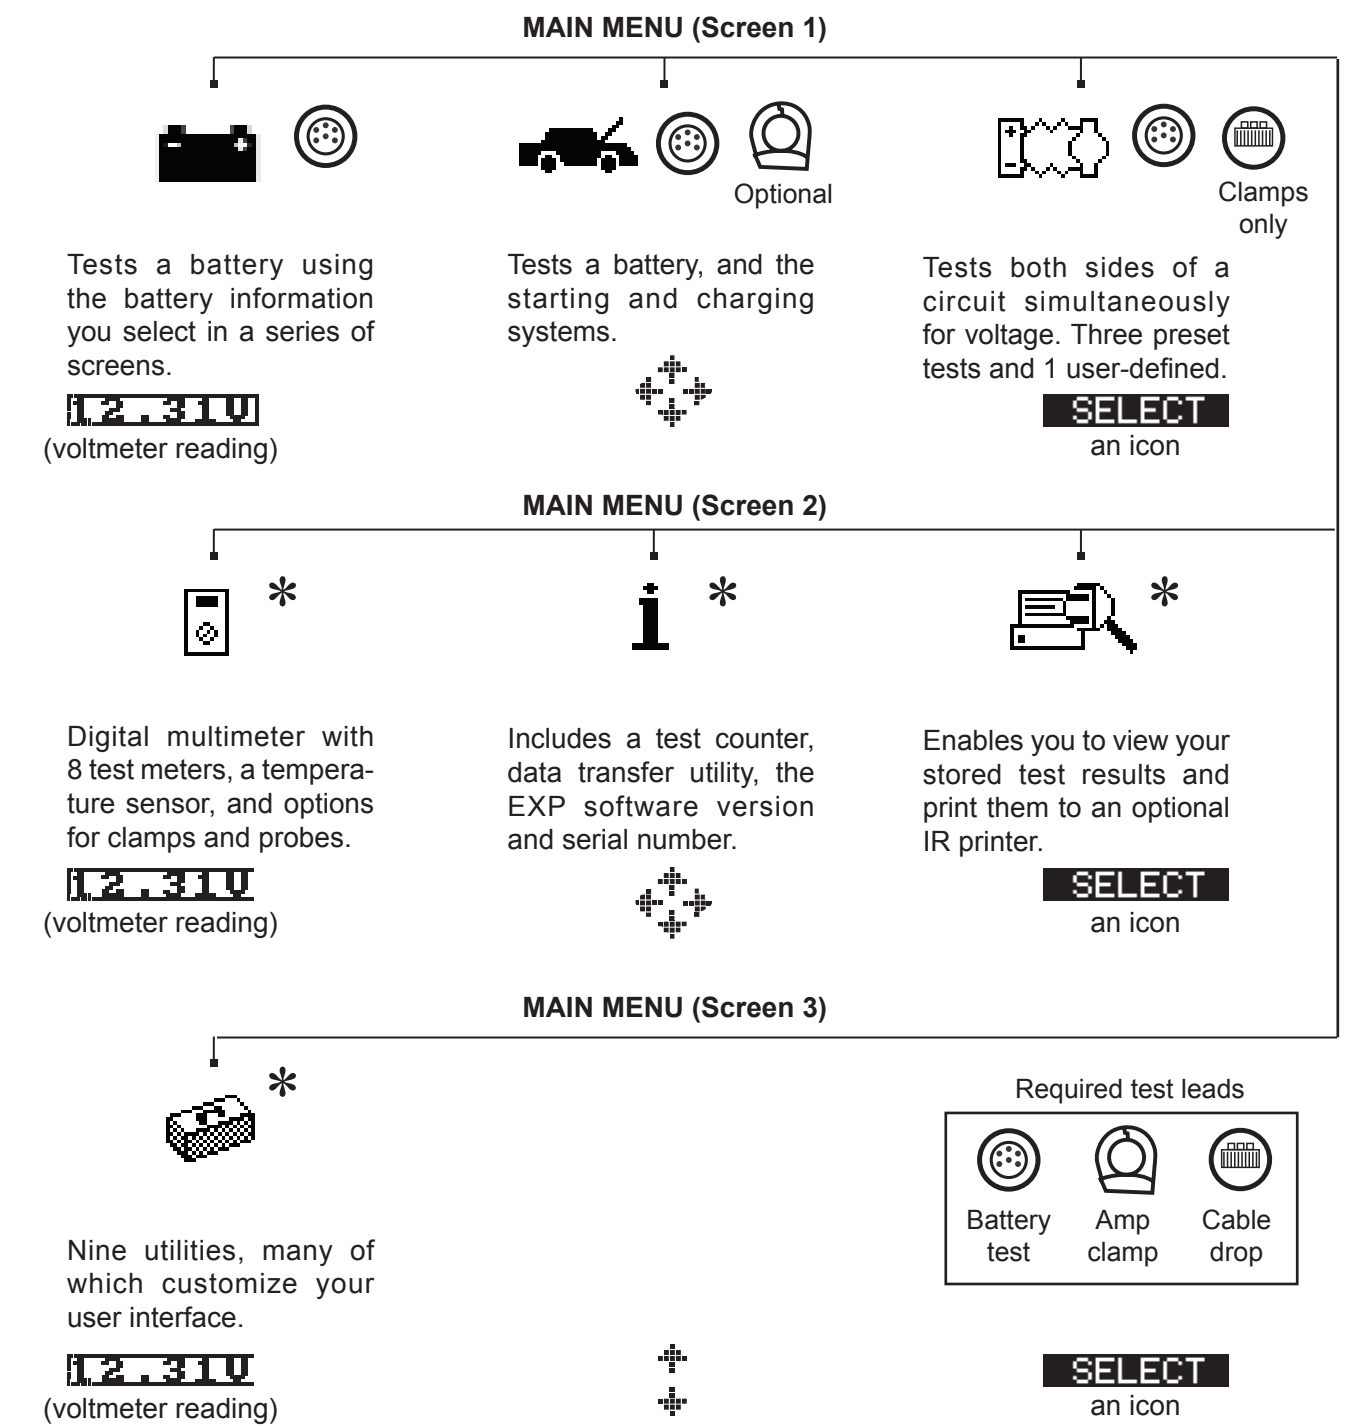 MAIN MENU (Screen 1)
Optional
Clamps
only
Tests a battery using
the battery information
you select in a series of
screens.
Tests a battery, and the
starting and charging
systems.
Tests both sides of a
circuit simultaneously
for voltage. Three preset
tests and 1 user-defined.
12.31V
(voltmeter reading)
SELECT
an icon
MAIN MENU (Screen 2)
*
i *
*
Digital multimeter with
8 test meters, a tempera-
ture sensor, and options
for clamps and probes.
Includes a test counter,
data transfer utility, the
EXP software version
and serial number.
Enables you to view your
stored test results and
print them to an optional
IR printer.
12.31V
(voltmeter reading)
SELECT
an icon
MAIN MENU (Screen 3)
*
Nine utilities, many of
which customize your
user interface.
Required test leads
Battery
test
Amp
clamp
Cable
drop
12.31V
(voltmeter reading)
SELECT
an icon